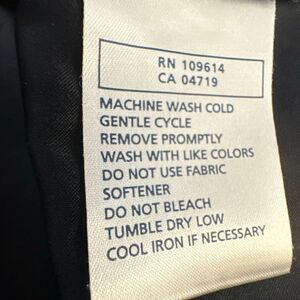 RN 109614
CA 04719
MACHINE WASH COLD
GENTLE CYCLE
REMOVE PROMPTLY
WASH WITH LIKE COLORS
DO NOT USE FABRIC
SOFTENER
DO NOT BLEACH
TUMBLE DRY LOW
COOL IRON IF NECESSARY